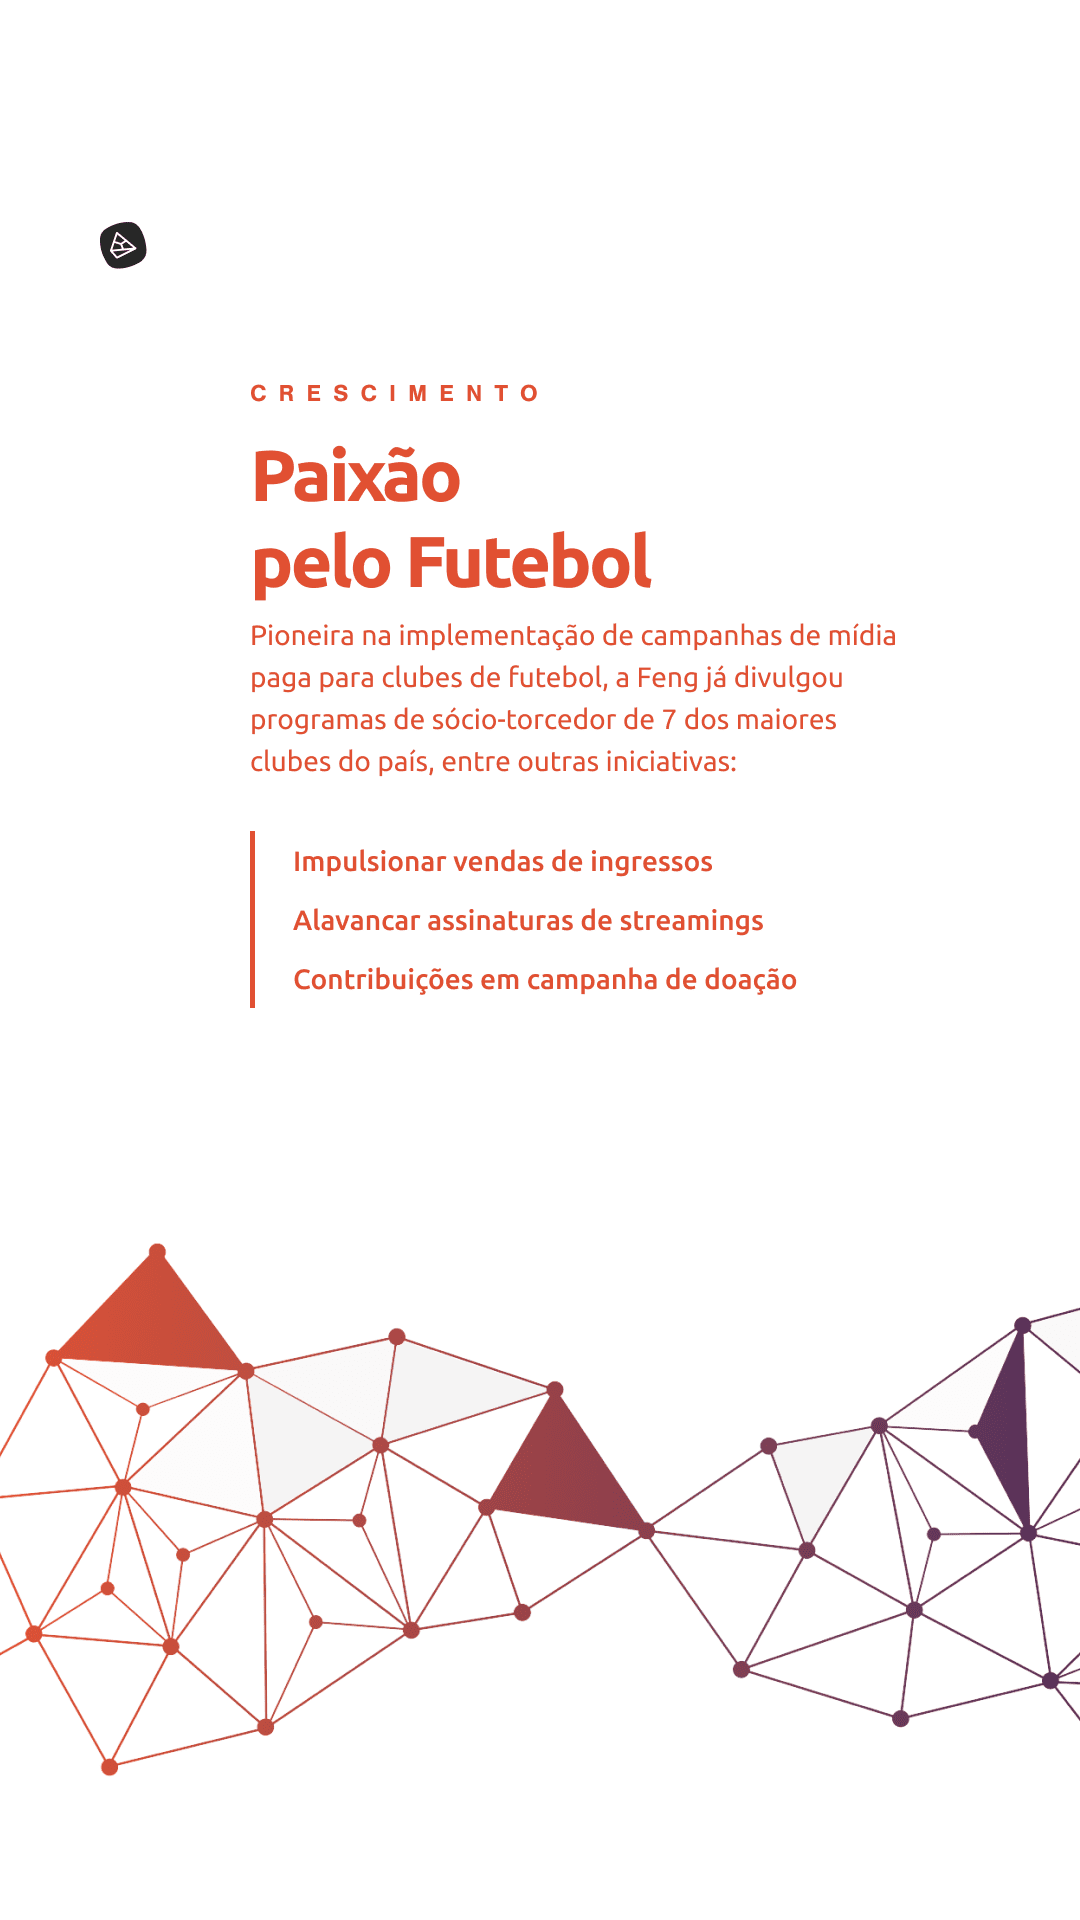 CRESCIMENTO
Paixão
pelo Futebol
Pioneira na implementação de campanhas de mídia
paga para clubes de futebol, a Feng já divulgou
programas de sócio-torcedor de 7 dos maiores
clubes do país, entre outras iniciativas:
Impulsionar vendas de ingressos
Alavancar assinaturas de streamings
Contribuições em campanha de doação